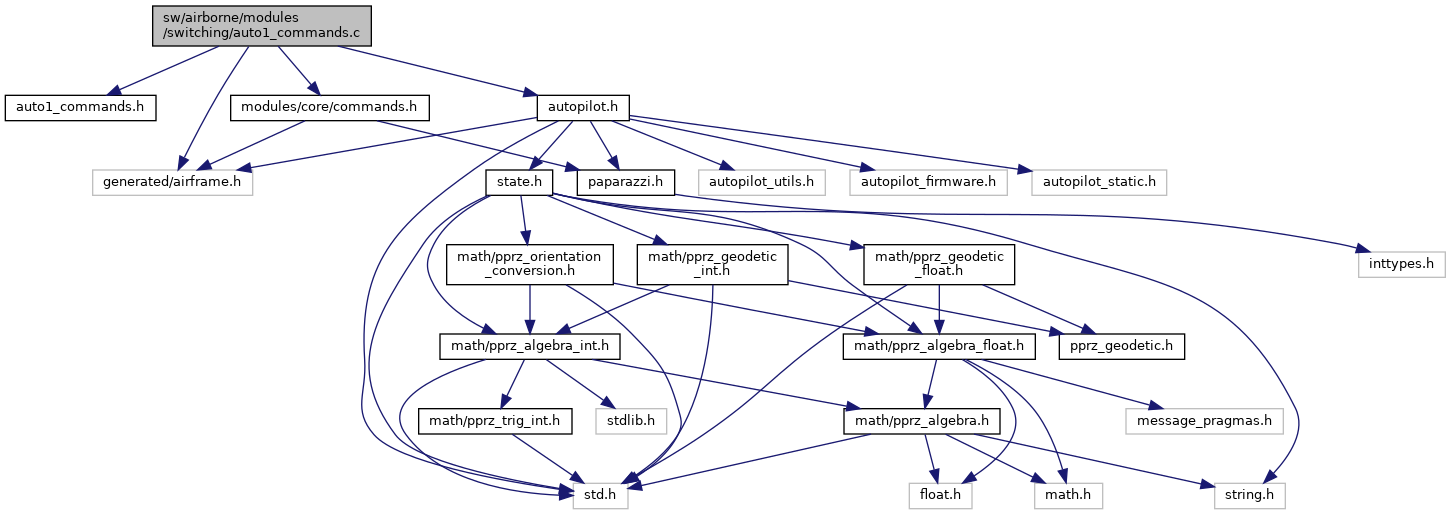 sw/airborne/modules
/switching/auto1_commands.c
auto1_commands.h
modules/core/commands.h
autopilot.h
generated/airframe.h
state.h
paparazzi.h
autopilot_utils.h
autopilot_firmware.h
autopilot_static.h
math/pprz_orientation
_conversion.h
math/pprz_geodetic
_int.h
math/pprz_geodetic
_float.h
inttypes.h
math/pprz_algebra_int.h
math/pprz_algebra_float.h
pprz_geodetic.h
math/pprz_trig_int.h
stdlib.h
math/pprz_algebra.h
message_pragmas.h
std.h
float.h
math.h
string.h